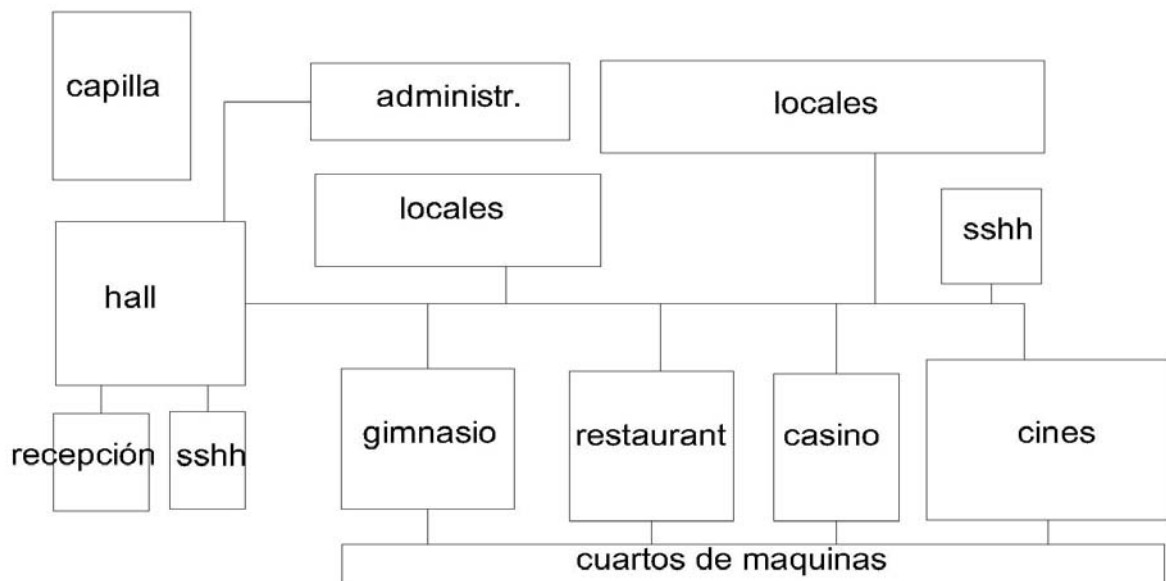 capilla
administr.
locales
locales
sshh
hall
gimnasio
restaurant
casino
cines
recepción
sshh
cuartos de maquinas